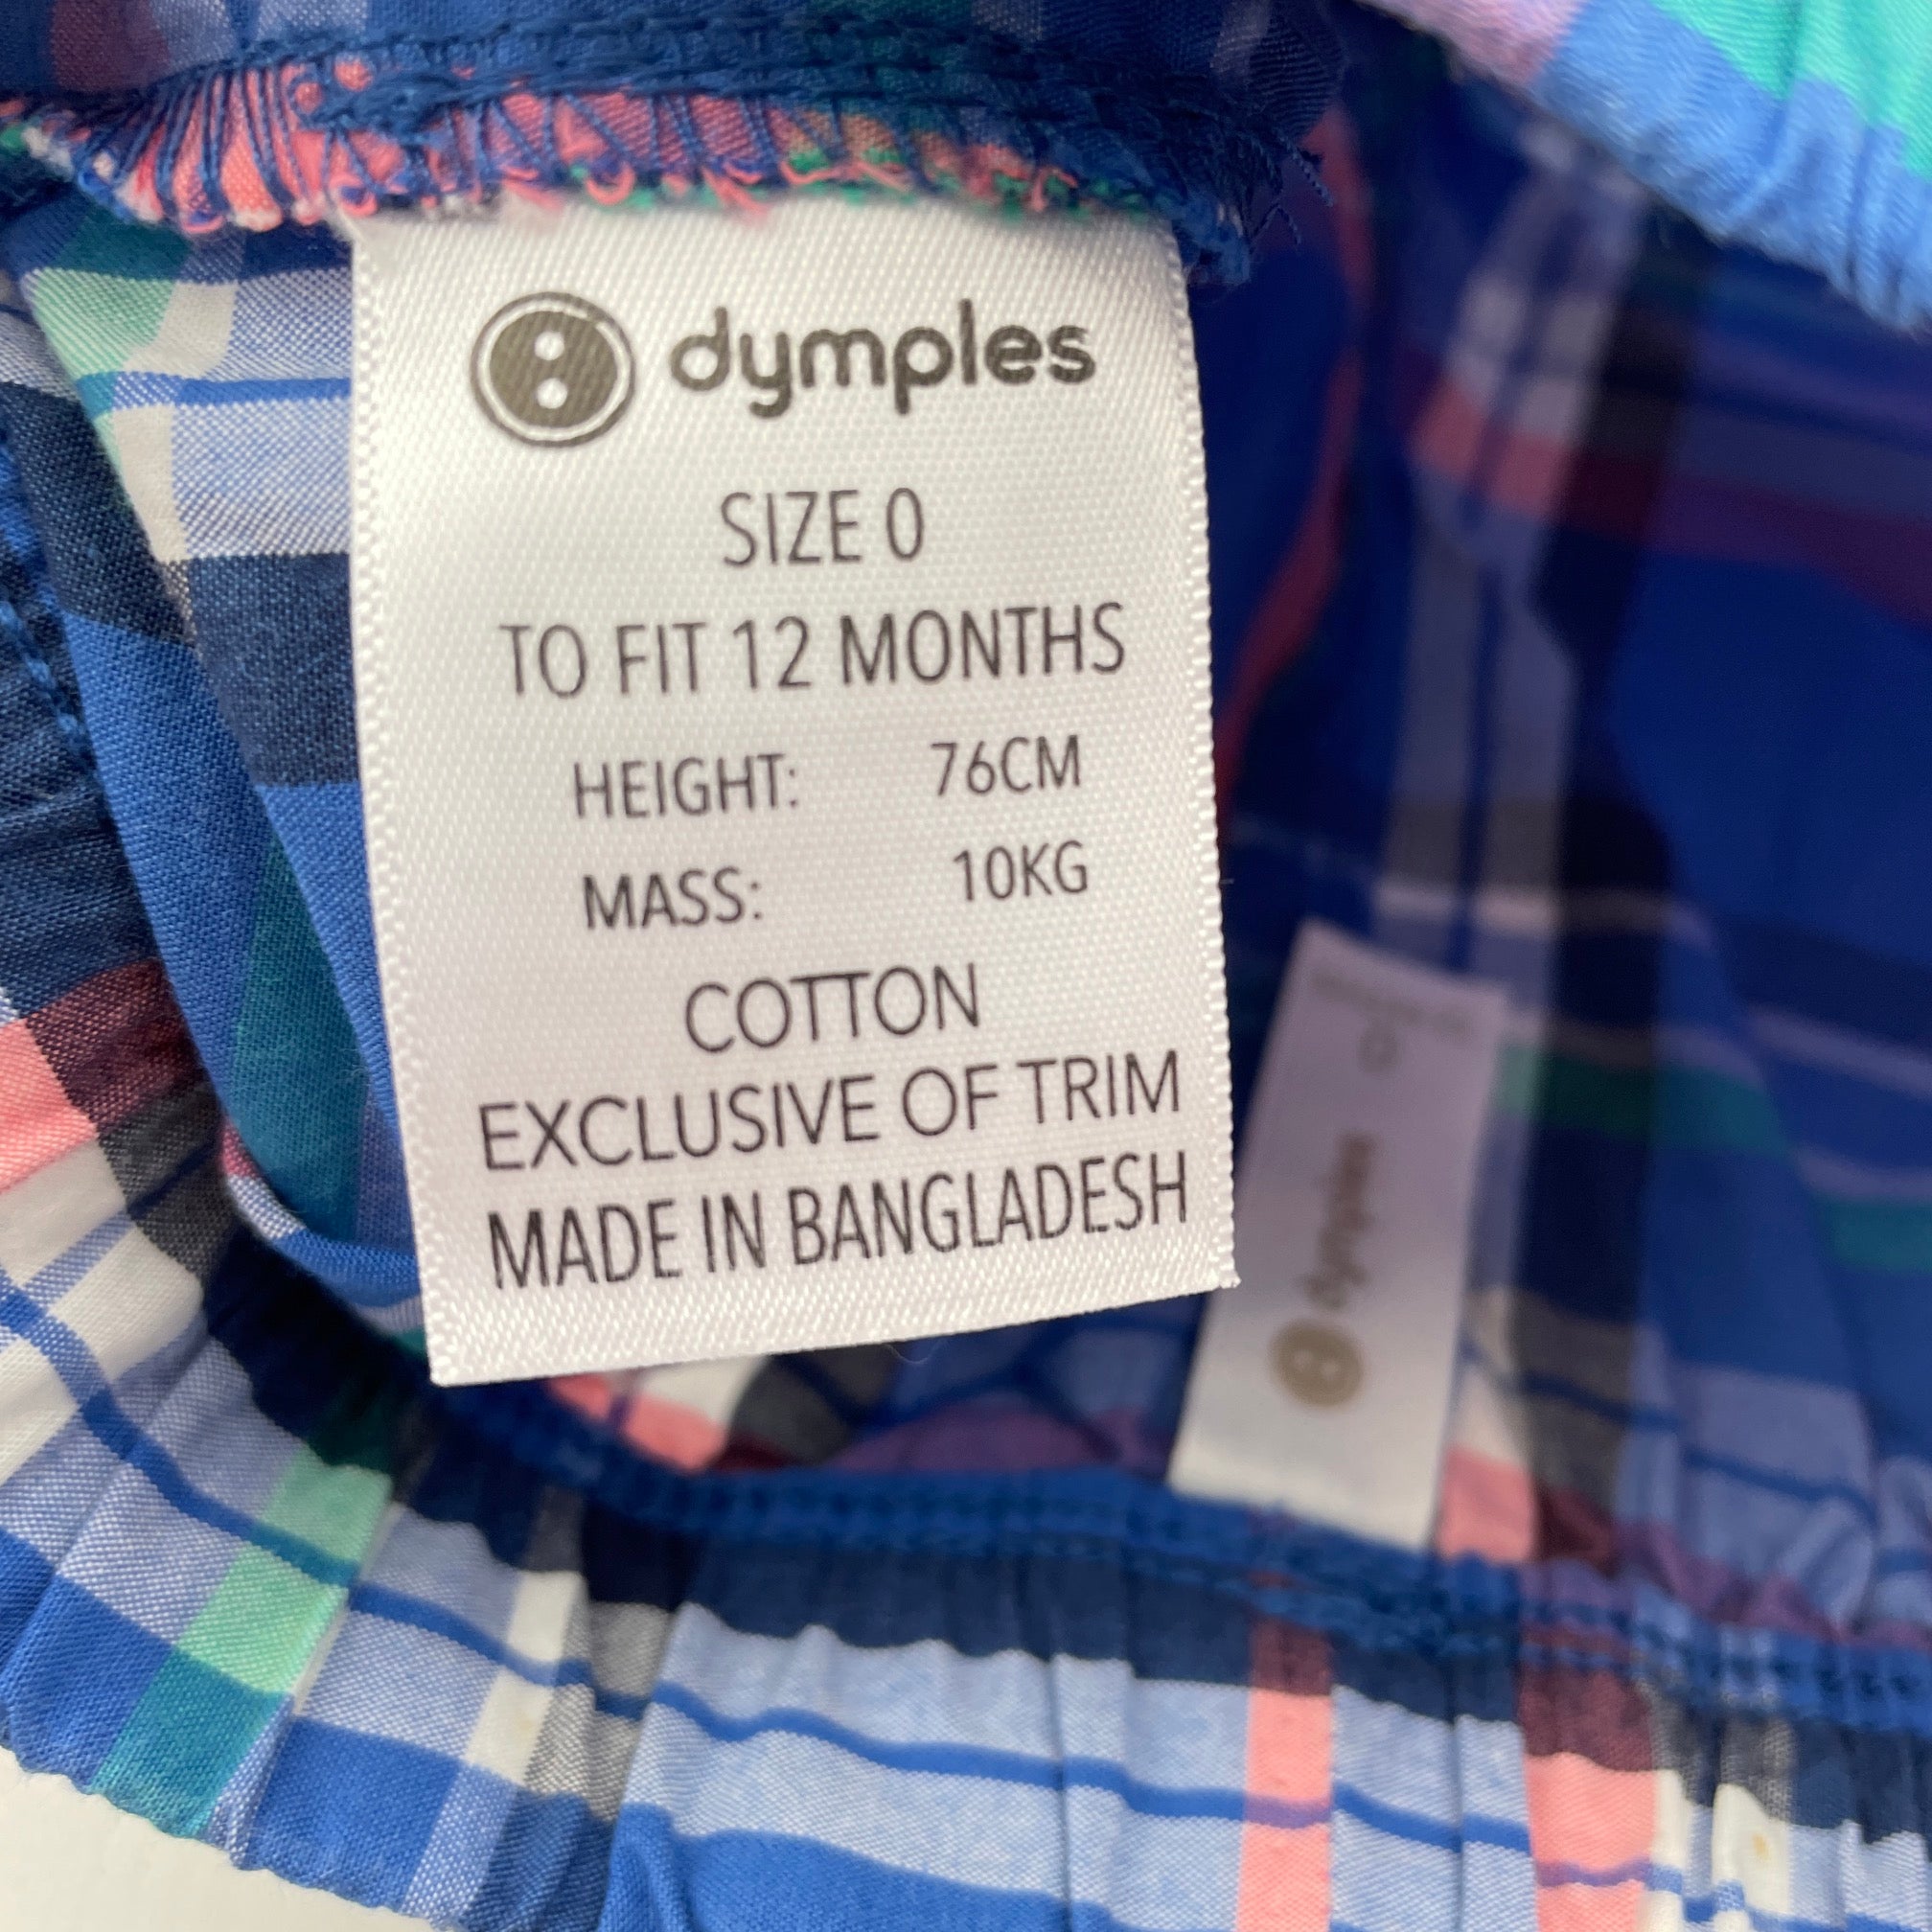 dymples
SIZE 0
TO FIT 12 MONTHS
HEIGHT: 76CM
MASS: 10KG
COTTON
EXCLUSIVE OF TRIM
MADE IN BANGLADESH
dymples